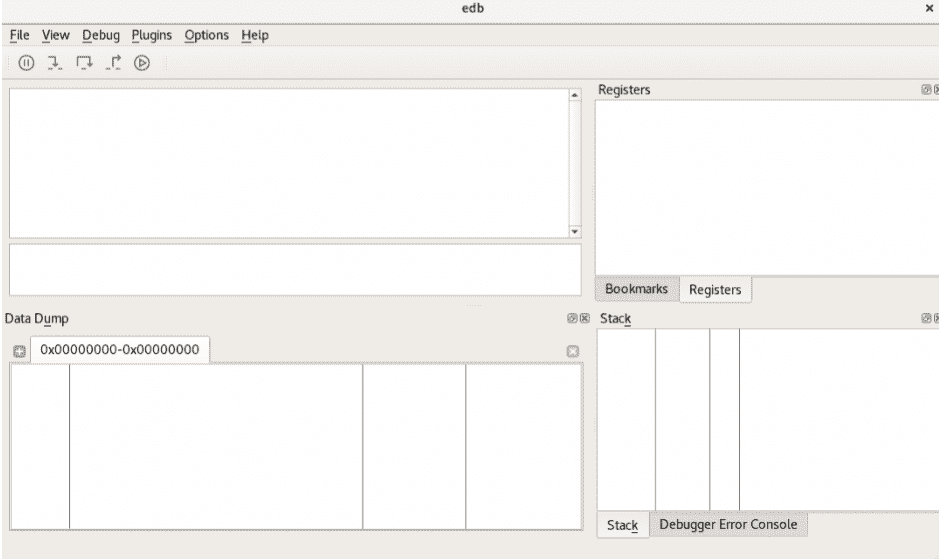 edb
File View Debug Plugins Options Help
Registers
Bookmarks Registers
Data Dump
0x00000000-0x00000000
Stack
Stack Debugger Error Console